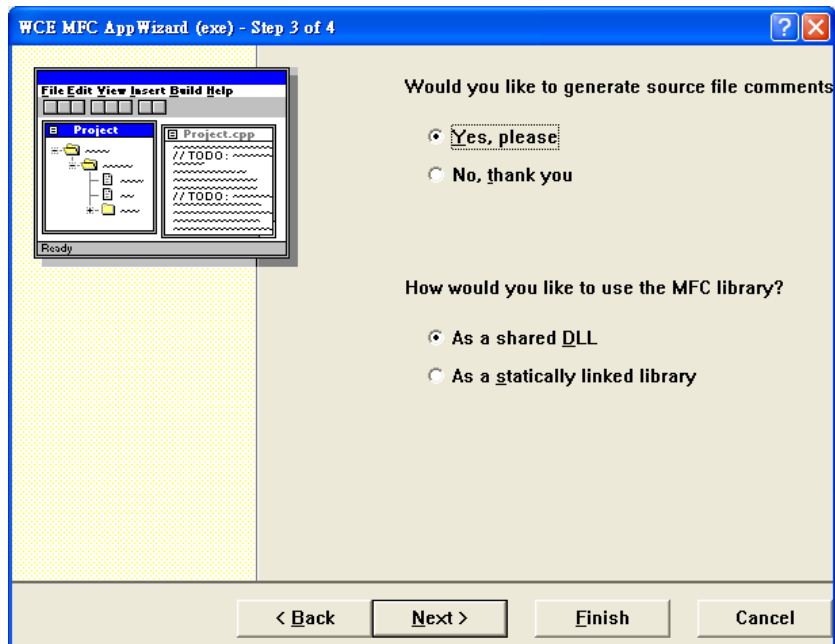 WCE MFC AppWizard (exe) - Step 3 of 4
File Edit View Insert Build Help
Project
Project.cpp
// TODO:
// TODO:
Ready
Would you like to generate source file comments
Yes, please
No, thank you
How would you like to use the MFC library?
As a shared DLL
As a statically linked library
< Back
Next >
Finish
Cancel